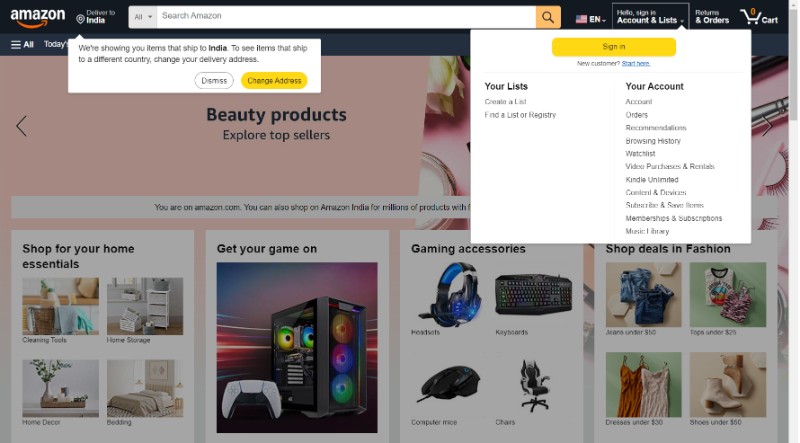 amazon
Deliver to
India
All
Search Amazon
EN
Hello, sign in
Account & Lists
Returns
& Orders
0
Cart
All
Today's
We're showing you items that ship to India. To see items that ship
to a different country, change your delivery address.
Dismiss
Change Address
Sign in
New customer? Start here.
Your Lists
Create a List
Find a List or Registry
Your Account
Account
Orders
Recommendations
Browsing History
Watchlist
Video Purchases & Rentals
Kindle Unlimited
Content & Devices
Subscribe & Save Items
Memberships & Subscriptions
Music Library
Beauty products
Explore top sellers
You are on amazon.com. You can also shop on Amazon India for millions of products with
Shop for your home
essentials
Cleaning Tools
Home Storage
Home Decor
Bedding
Get your game on
Gaming accessories
Headsets
Keyboards
Computer mice
Chairs
Shop deals in Fashion
Jeans under $50
Tops under $25
Dresses under $30
Shoes under $50